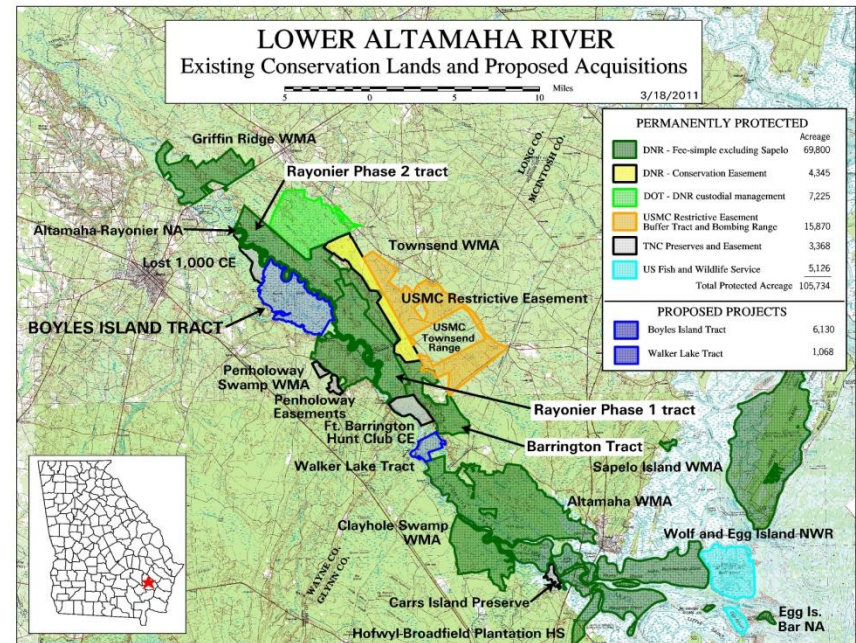 LOWER ALTAMAHA RIVER
Existing Conservation Lands and Proposed Acquisitions
5 0 5 10 Miles
3/18/2011
PERMANENTLY PROTECTED
Acreage
DNR - Fee-simple excluding Sapelo 69,800
DNR - Conservation Easement 4,345
DOT - DNR custodial management 7,225
USMC Restrictive Easement
Buffer Tract and Bombing Range 15,870
TNC Preserves and Easement 3,368
US Fish and Wildlife Service 5,126
Total Protected Acreage 105,734
PROPOSED PROJECTS
Boyles Island Tract 6,130
Walker Lake Tract 1,068
Griffin Ridge WMA
LONG CO.
MCINTOSH CO.
Rayonier Phase 2 tract
Altamaha-Rayonier NA
Townsend WMA
Lost 1,000 CE
USMC Restrictive Easement
BOYLES ISLAND TRACT
USMC
Townsend
Range
Penholoway
Swamp WMA
Penholoway
Easements
Rayonier Phase 1 tract
Ft. Barrington
Hunt Club CE
Barrington Tract
Walker Lake Tract
Sapelo Island WMA
Altamaha WMA
Clayhole Swamp
WMA
Wolf and Egg Island NWR
WAYNE CO.
GLYNN CO.
Carrs Island Preserve
Egg Is.
Bar NA
Hofwyl-Broadfield Plantation HS